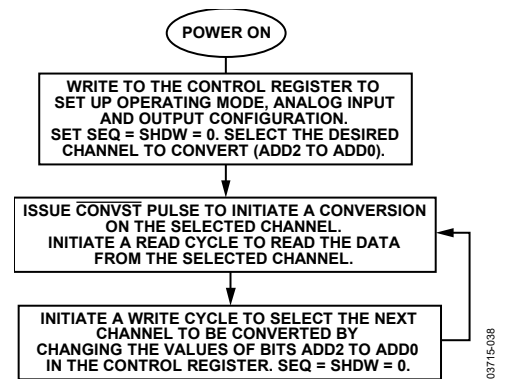 POWER ON
WRITE TO THE CONTROL REGISTER TO
SET UP OPERATING MODE, ANALOG INPUT
AND OUTPUT CONFIGURATION.
SET SEQ = SHDW = 0. SELECT THE DESIRED
CHANNEL TO CONVERT (ADD2 TO ADD0).
ISSUE CONVST PULSE TO INITIATE A CONVERSION
ON THE SELECTED CHANNEL.
INITIATE A READ CYCLE TO READ THE DATA
FROM THE SELECTED CHANNEL.
INITIATE A WRITE CYCLE TO SELECT THE NEXT
CHANNEL TO BE CONVERTED BY
CHANGING THE VALUES OF BITS ADD2 TO ADD0
IN THE CONTROL REGISTER. SEQ = SHDW = 0.
03715-038